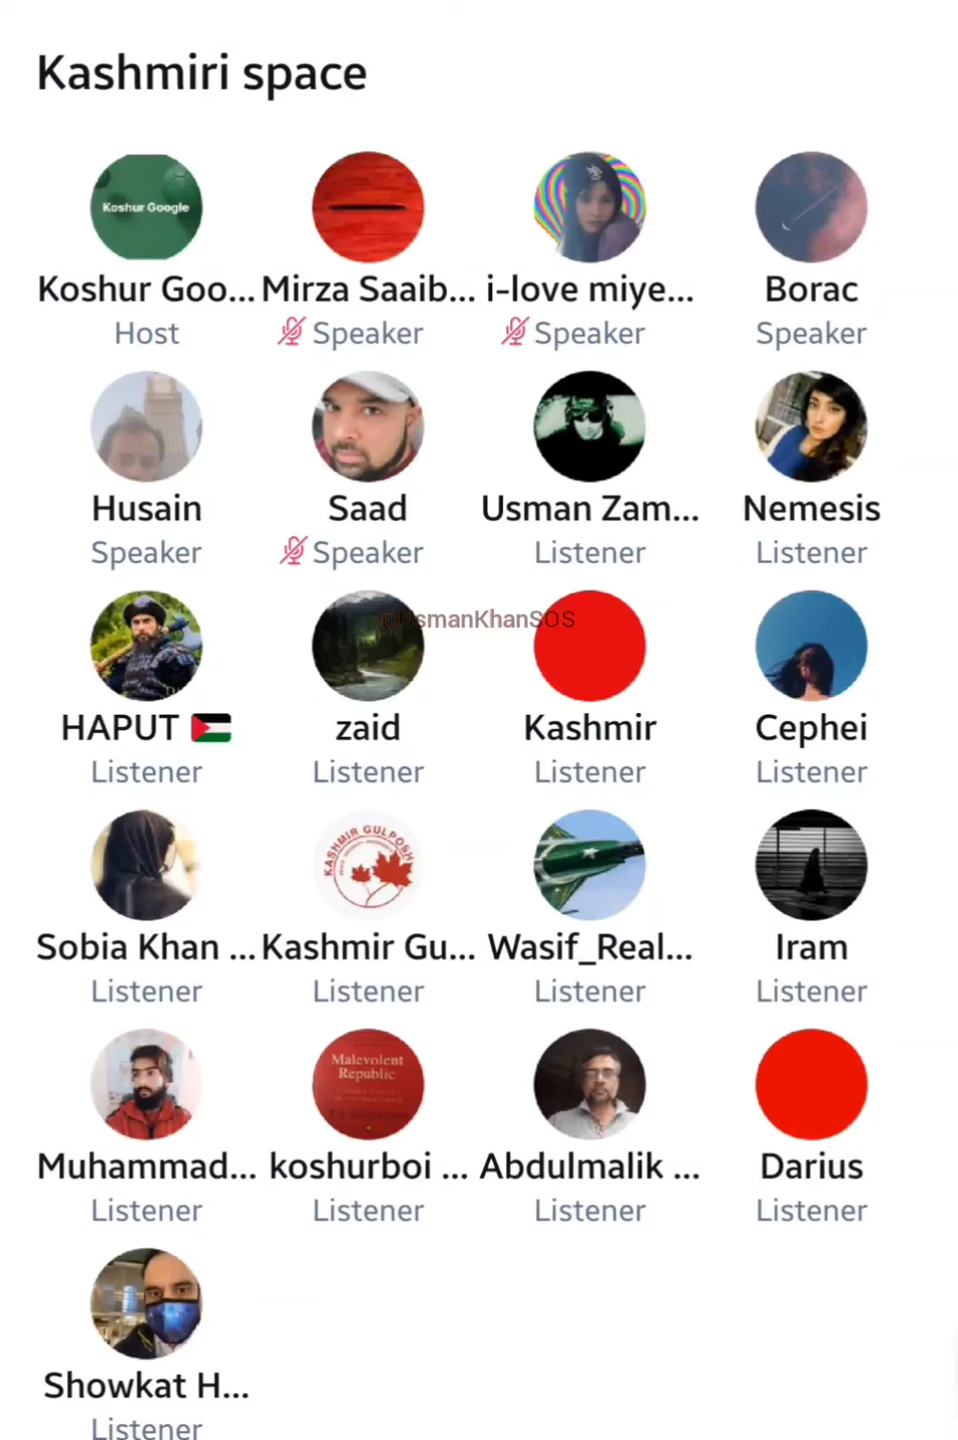 Kashmiri space
Koshur Google
Koshur Goo... Mirza Saaib... i-love miye... Borac
Host Speaker Speaker Speaker
Husain Saad Usman Zam... Nemesis
Speaker Speaker Listener Listener
@UsmanKhanSOS
HAPUT zaid Kashmir Cephei
Listener Listener Listener Listener
KASHMIR GULPOSH
Sobia Khan ... Kashmir Gu... Wasif_Real... Iram
Listener Listener Listener Listener
Malevolent
Republic
Muhammad... koshurboi ... Abdulmalik ... Darius
Listener Listener Listener Listener
Showkat H...
Listener